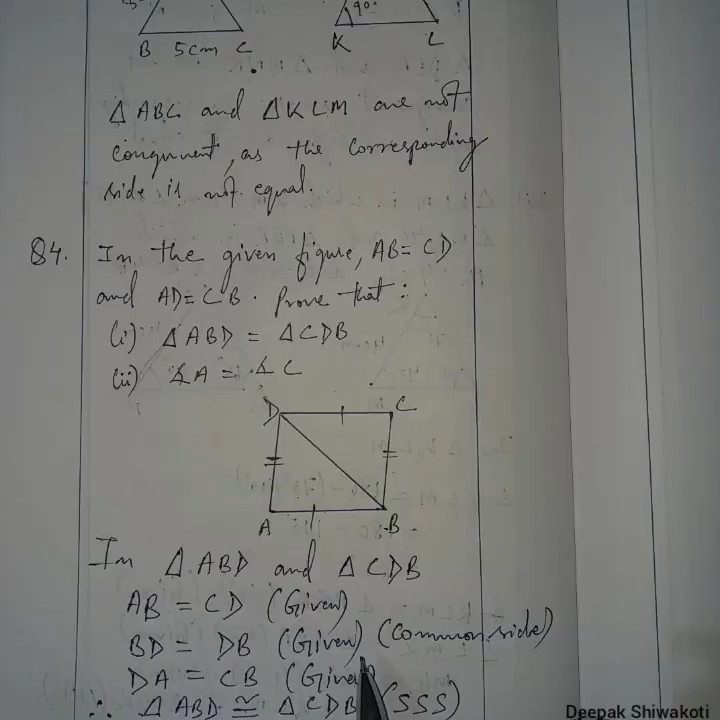 B 5cm C
90°
K L
Δ ABC and Δ KLM are not
congruent, as the corresponding
side is not equal.
Q4. In the given figure, AB = CD
and AD = CB. Prove that:
(i) Δ ABD = Δ CDB
(ii) ∡A = ∡C
D C
A B
In Δ ABD and Δ CDB
AB = CD (Given)
BD = DB (Given) (Common side)
DA = CB (Given)
∴ Δ ABD ≅ Δ CDB (SSS)
Deepak Shiwakoti